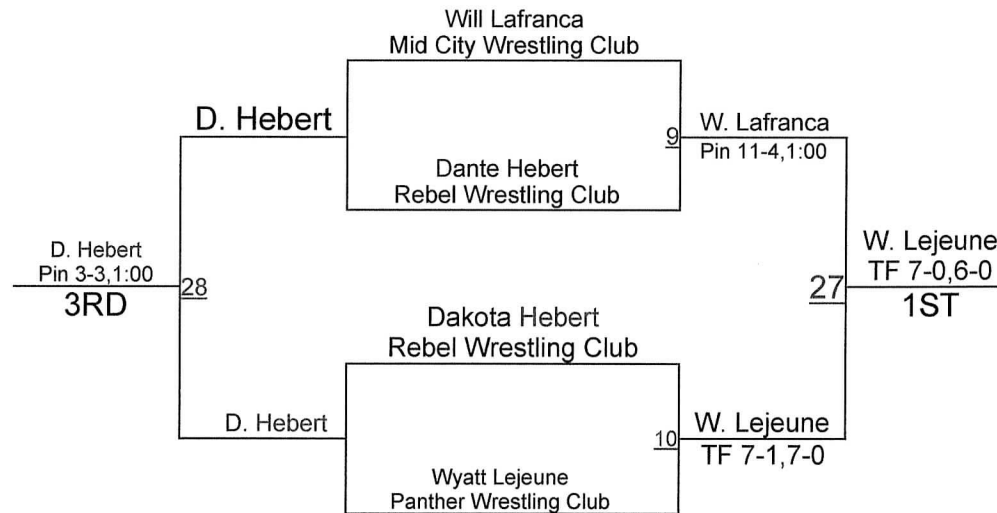 Will Lafranca
Mid City Wrestling Club
D. Hebert
9
W. Lafranca
Pin 11-4,1:00
Dante Hebert
Rebel Wrestling Club
D. Hebert
Pin 3-3,1:00
3RD
28
27
W. Lejeune
TF 7-0,6-0
1ST
Dakota Hebert
Rebel Wrestling Club
D. Hebert
10
W. Lejeune
TF 7-1,7-0
Wyatt Lejeune
Panther Wrestling Club